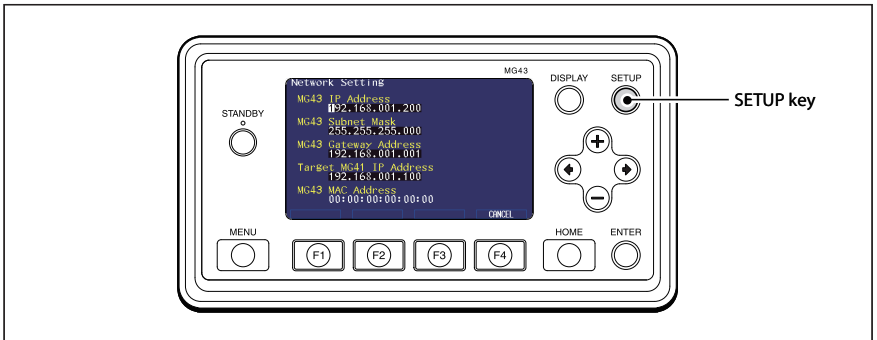 MG43
DISPLAY
SETUP
SETUP key
STANDBY
Network Setting
MG43 IP Address
192.168.001.200
MG43 Subnet Mask
255.255.255.000
MG43 Gateway Address
192.168.001.001
Target MG41 IP Address
192.168.001.100
MG43 MAC Address
00:00:00:00:00:00
CANCEL
+
−
MENU
F1
F2
F3
F4
HOME
ENTER